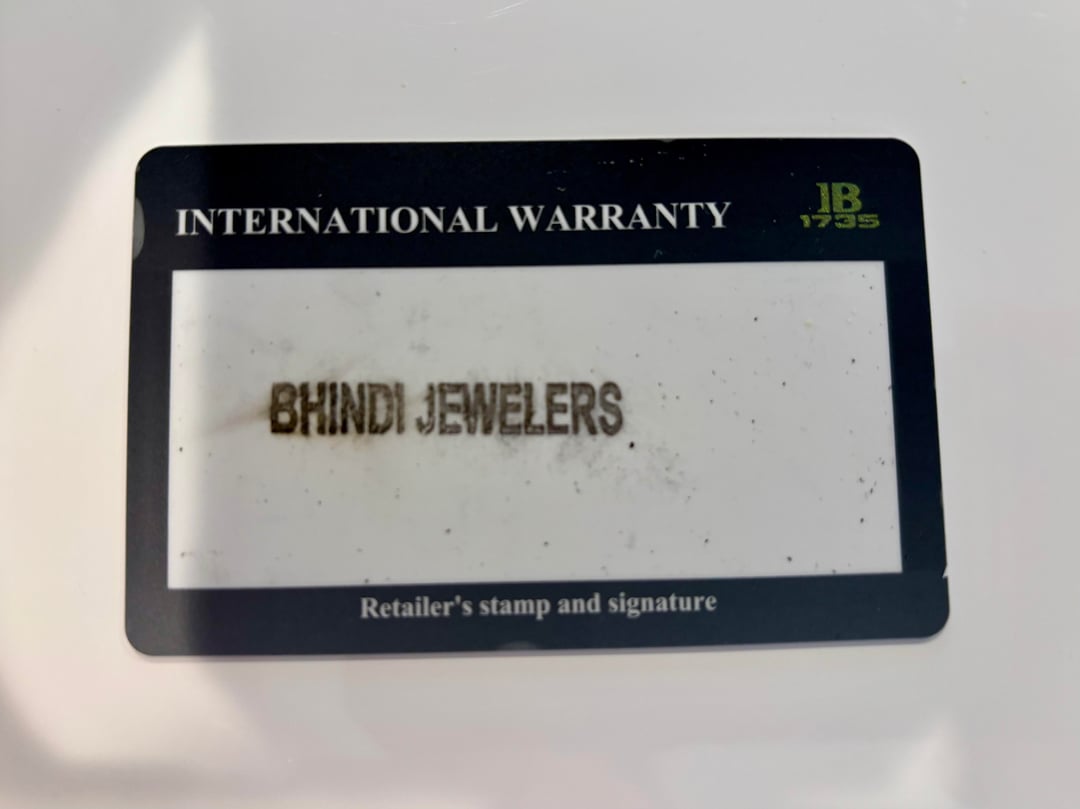 INTERNATIONAL WARRANTY
JB
1735
BHINDI JEWELERS
Retailer's stamp and signature